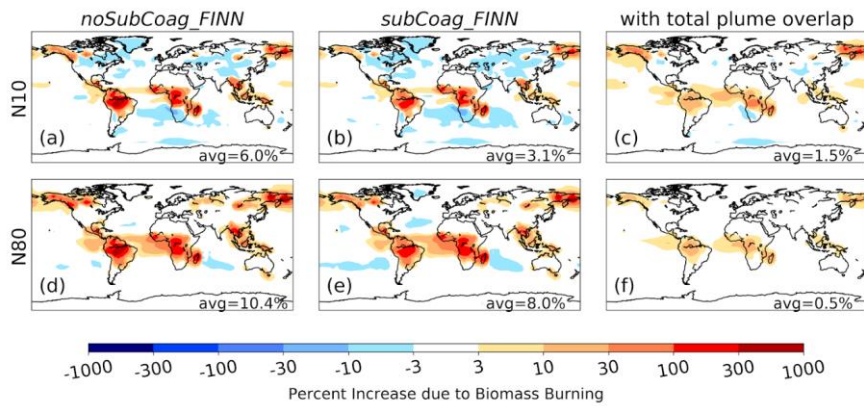 noSubCoag_FINN subCoag_FINN with total plume overlap
N10
(a) avg=6.0% (b) avg=3.1% (c) avg=1.5%
N80
(d) avg=10.4% (e) avg=8.0% (f) avg=0.5%
-1000 -300 -100 -30 -10 -3 3 10 30 100 300 1000
Percent Increase due to Biomass Burning